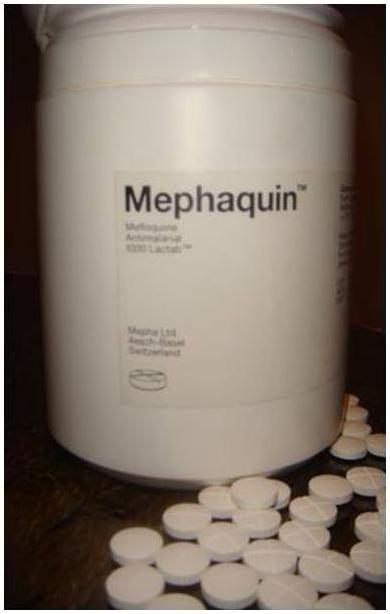 Mephaquin™
Mefloquine
Antimalarial
1000 Lactab™
Mepha Ltd
Aesch-Basel
Switzerland